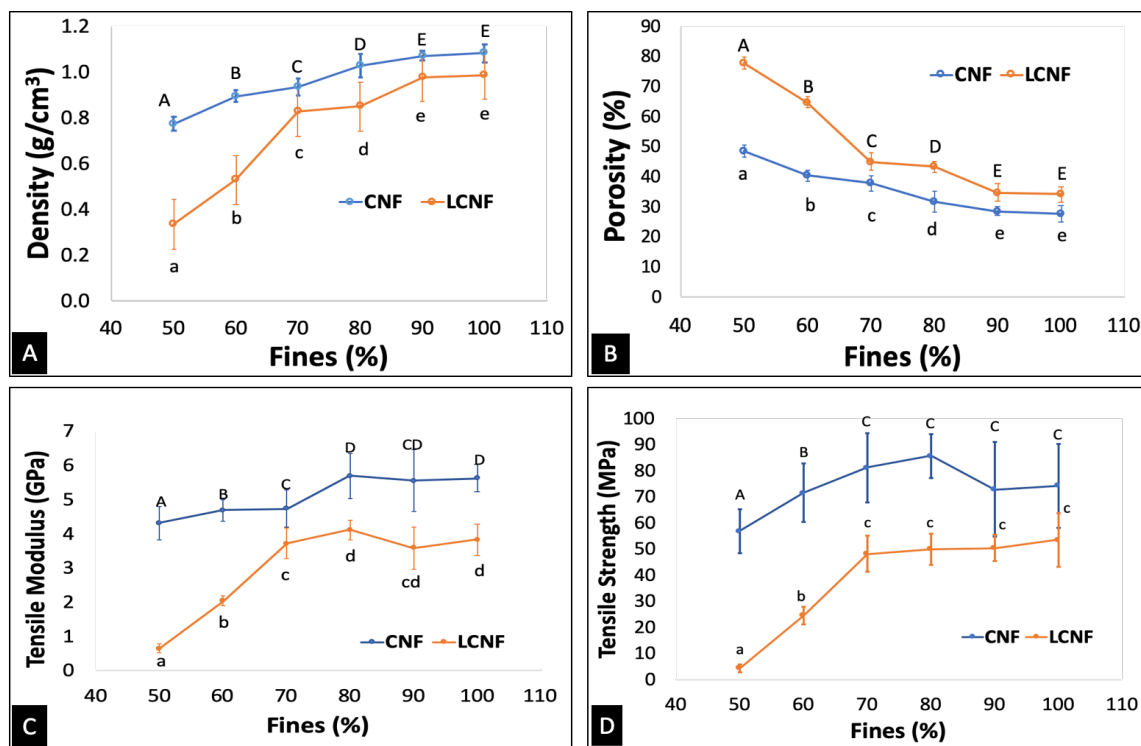 1.2
1.0
0.8
0.6
0.4
0.2
0.0
Density (g/cm³)
A
B
C
D
E
E
a
b
c
d
e
e
CNF
LCNF
40
50
60
70
80
90
100
110
Fines (%)
A
90
80
70
60
50
40
30
20
10
0
Porosity (%)
A
B
C
D
E
E
a
b
c
d
e
e
CNF
LCNF
40
50
60
70
80
90
100
110
Fines (%)
B
7
6
5
4
3
2
1
0
Tensile Modulus (GPa)
A
B
C
D
CD
D
a
b
c
d
cd
d
CNF
LCNF
40
50
60
70
80
90
100
110
Fines (%)
C
100
90
80
70
60
50
40
30
20
10
0
Tensile Strength (MPa)
A
B
C
C
C
C
a
b
c
c
c
c
CNF
LCNF
40
50
60
70
80
90
100
110
Fines (%)
D